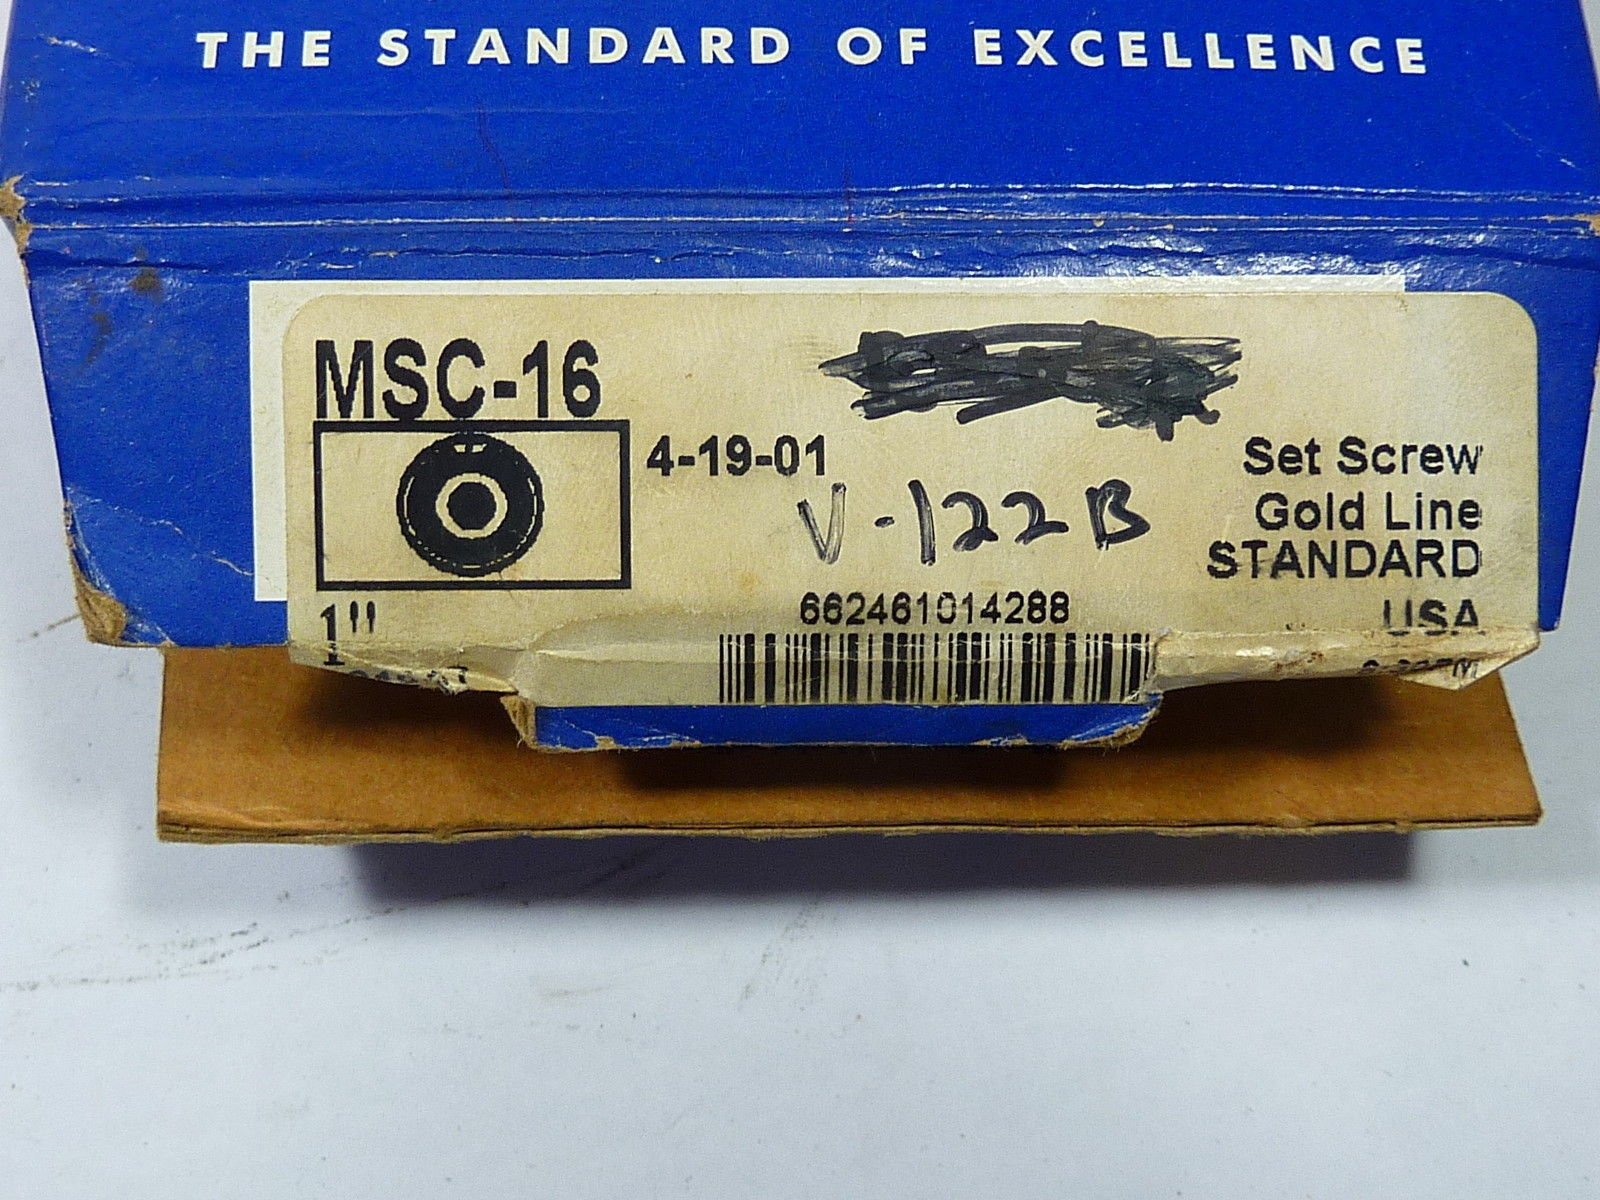 THE STANDARD OF EXCELLENCE
MSC-16
4-19-01
V-122B
Set Screw
Gold Line
STANDARD
USA
1"
662461014288